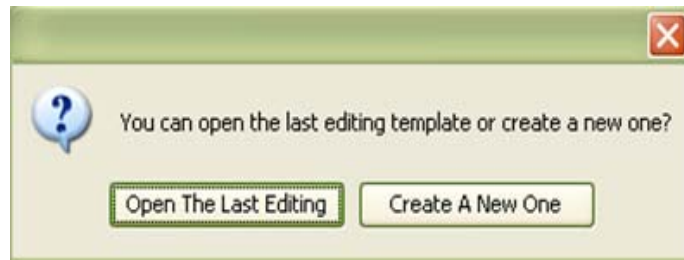 You can open the last editing template or create a new one?
Open The Last Editing
Create A New One